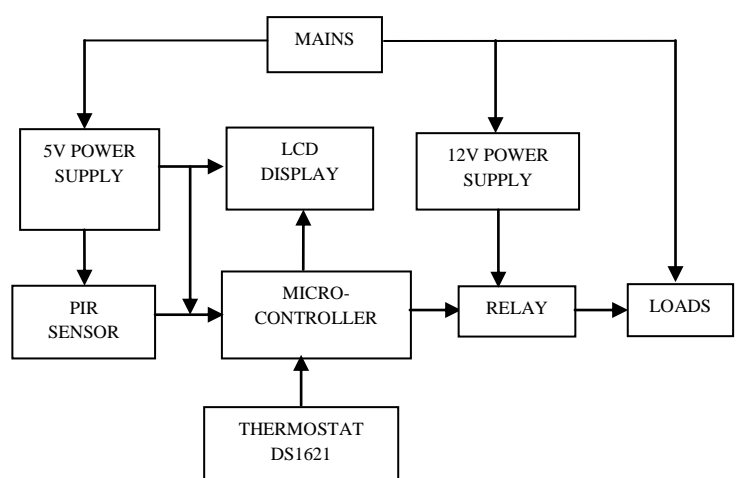 MAINS
5V POWER
SUPPLY
LCD
DISPLAY
12V POWER
SUPPLY
PIR
SENSOR
MICRO-
CONTROLLER
RELAY
LOADS
THERMOSTAT
DS1621